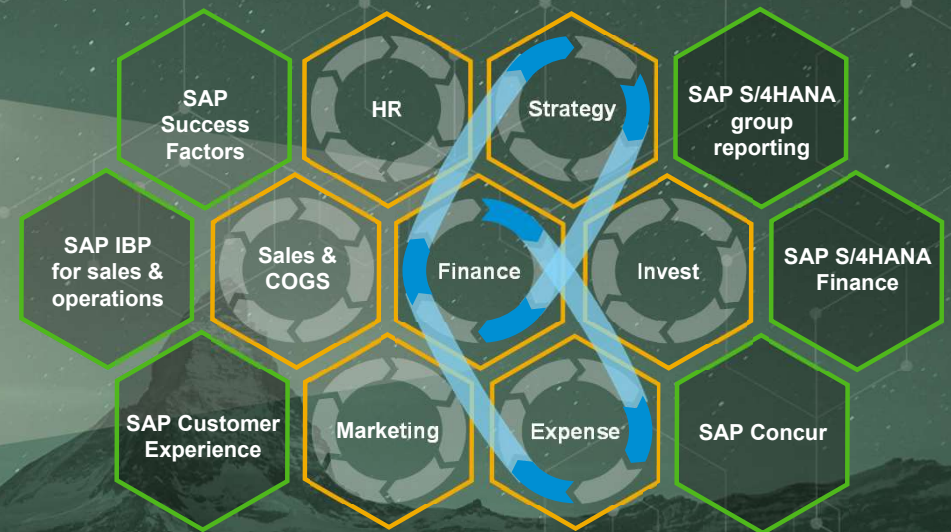 SAP
Success
Factors
HR
Strategy
SAP S/4HANA
group
reporting
SAP IBP
for sales &
operations
Sales &
COGS
Finance
Invest
SAP S/4HANA
Finance
SAP Customer
Experience
Marketing
Expense
SAP Concur